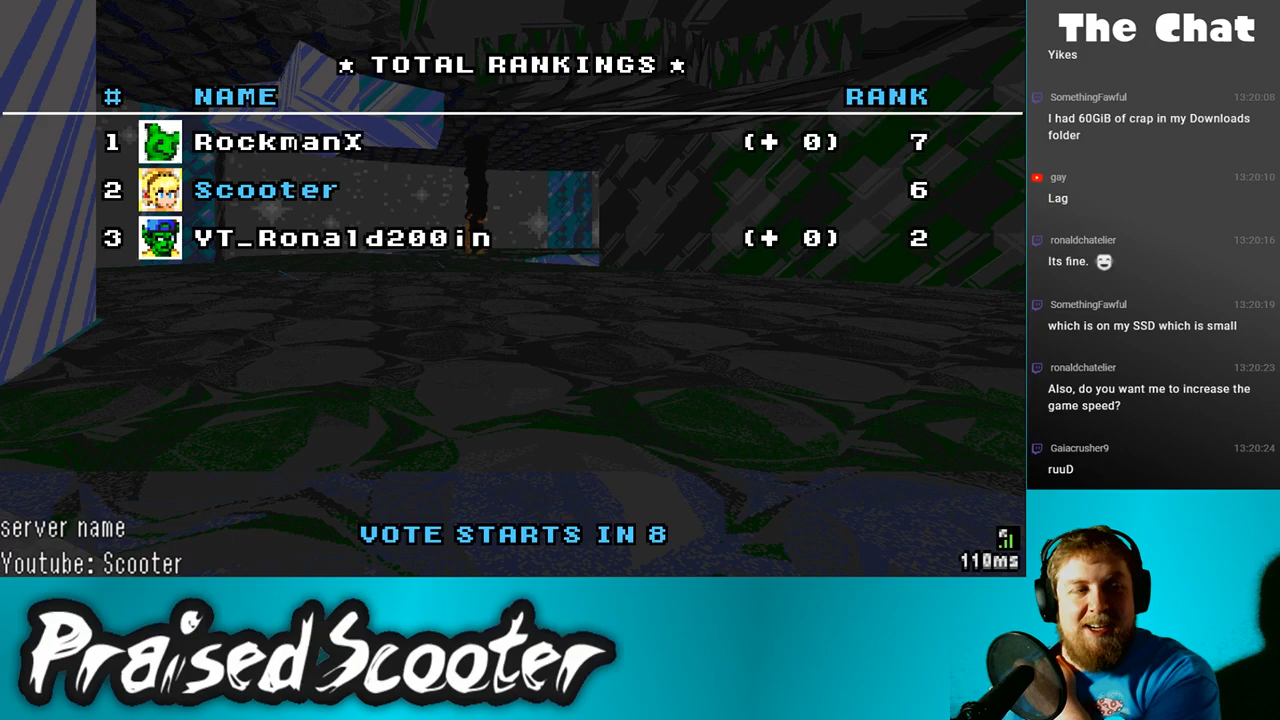 ★ TOTAL RANKINGS ★
# NAME RANK
1 RockmanX (+ 0) 7
2 Scooter 6
3 YT_Ronald200in (+ 0) 2
VOTE STARTS IN 8
server name
Youtube: Scooter
110ms
The Chat
Yikes
SomethingFawful 13:20:08
I had 60GiB of crap in my Downloads
folder
gay 13:20:10
Lag
ronaldchatelier 13:20:16
Its fine.
SomethingFawful 13:20:19
which is on my SSD which is small
ronaldchatelier 13:20:23
Also, do you want me to increase the
game speed?
Gaiacrusher9 13:20:24
ruuD
PraisedScooter